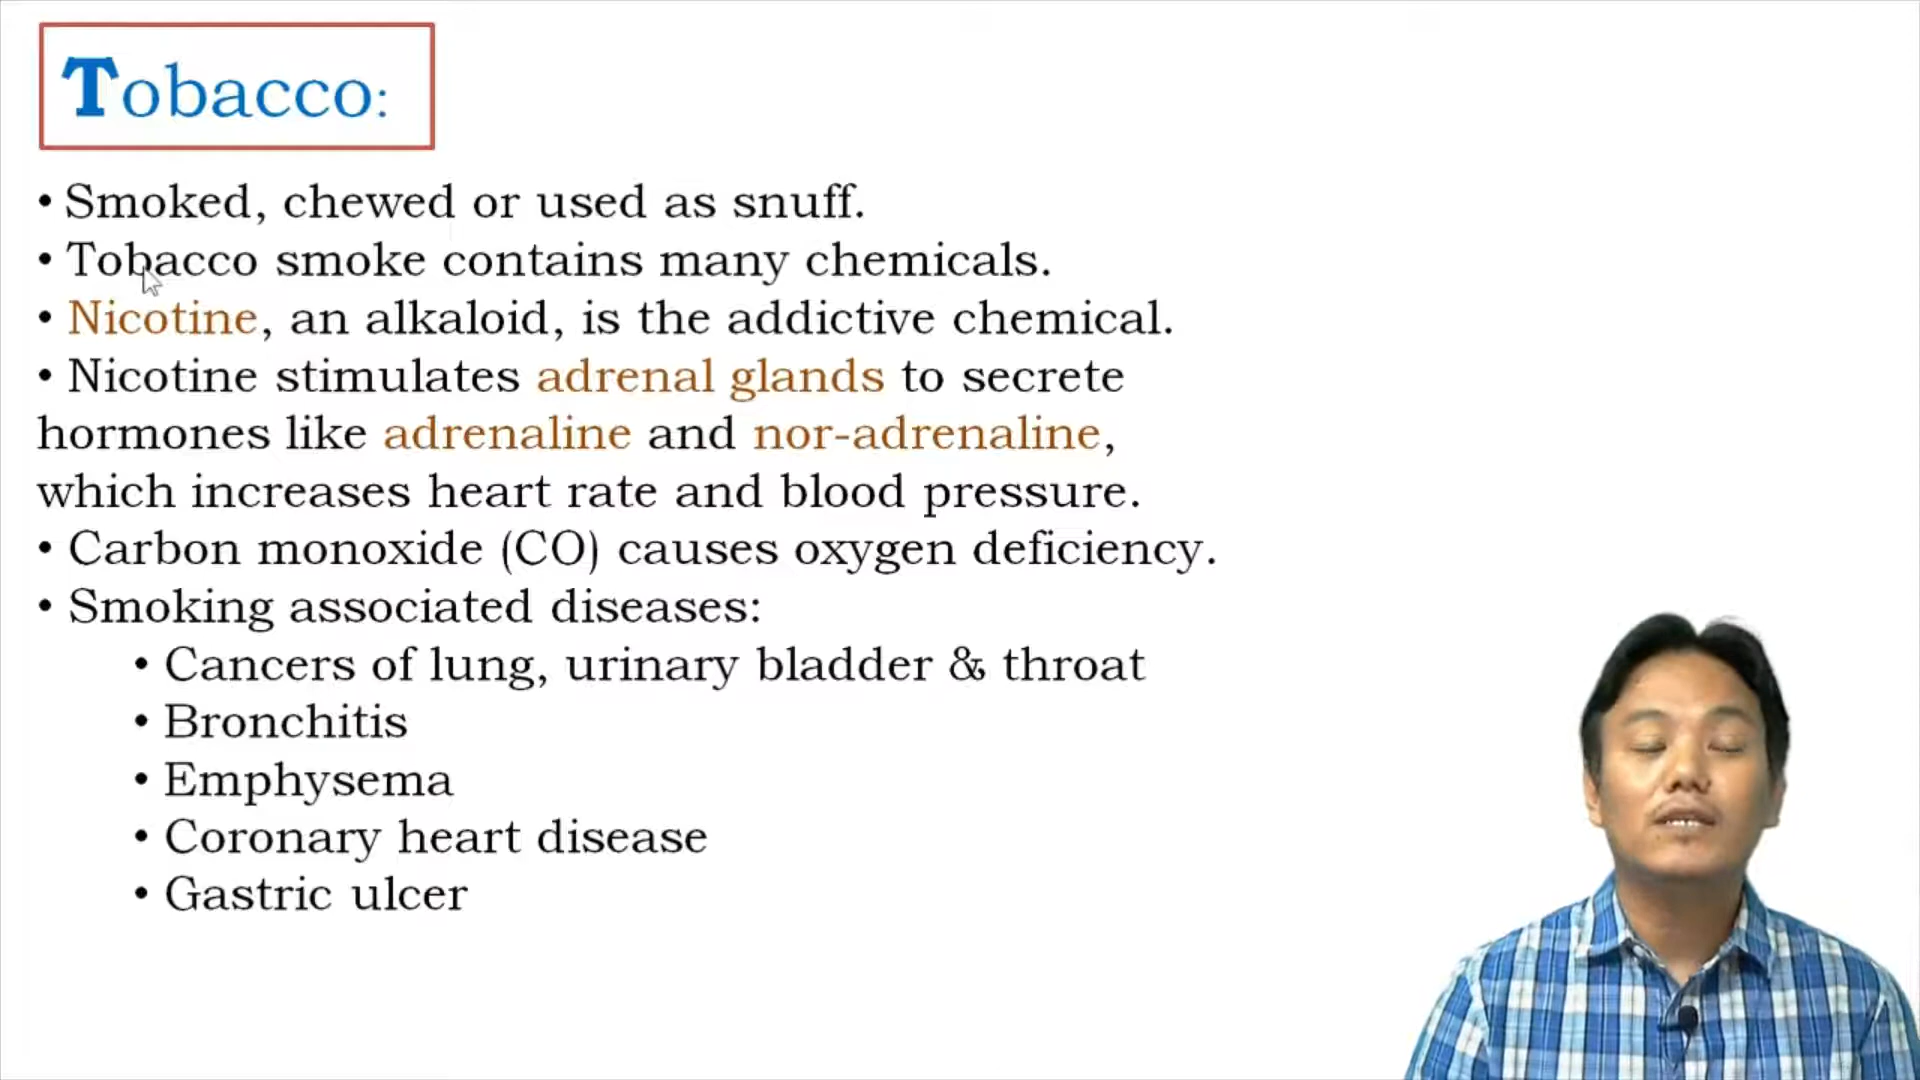 Tobacco:
• Smoked, chewed or used as snuff.
• Tobacco smoke contains many chemicals.
• Nicotine, an alkaloid, is the addictive chemical.
• Nicotine stimulates adrenal glands to secrete
hormones like adrenaline and nor-adrenaline,
which increases heart rate and blood pressure.
• Carbon monoxide (CO) causes oxygen deficiency.
• Smoking associated diseases:
• Cancers of lung, urinary bladder & throat
• Bronchitis
• Emphysema
• Coronary heart disease
• Gastric ulcer